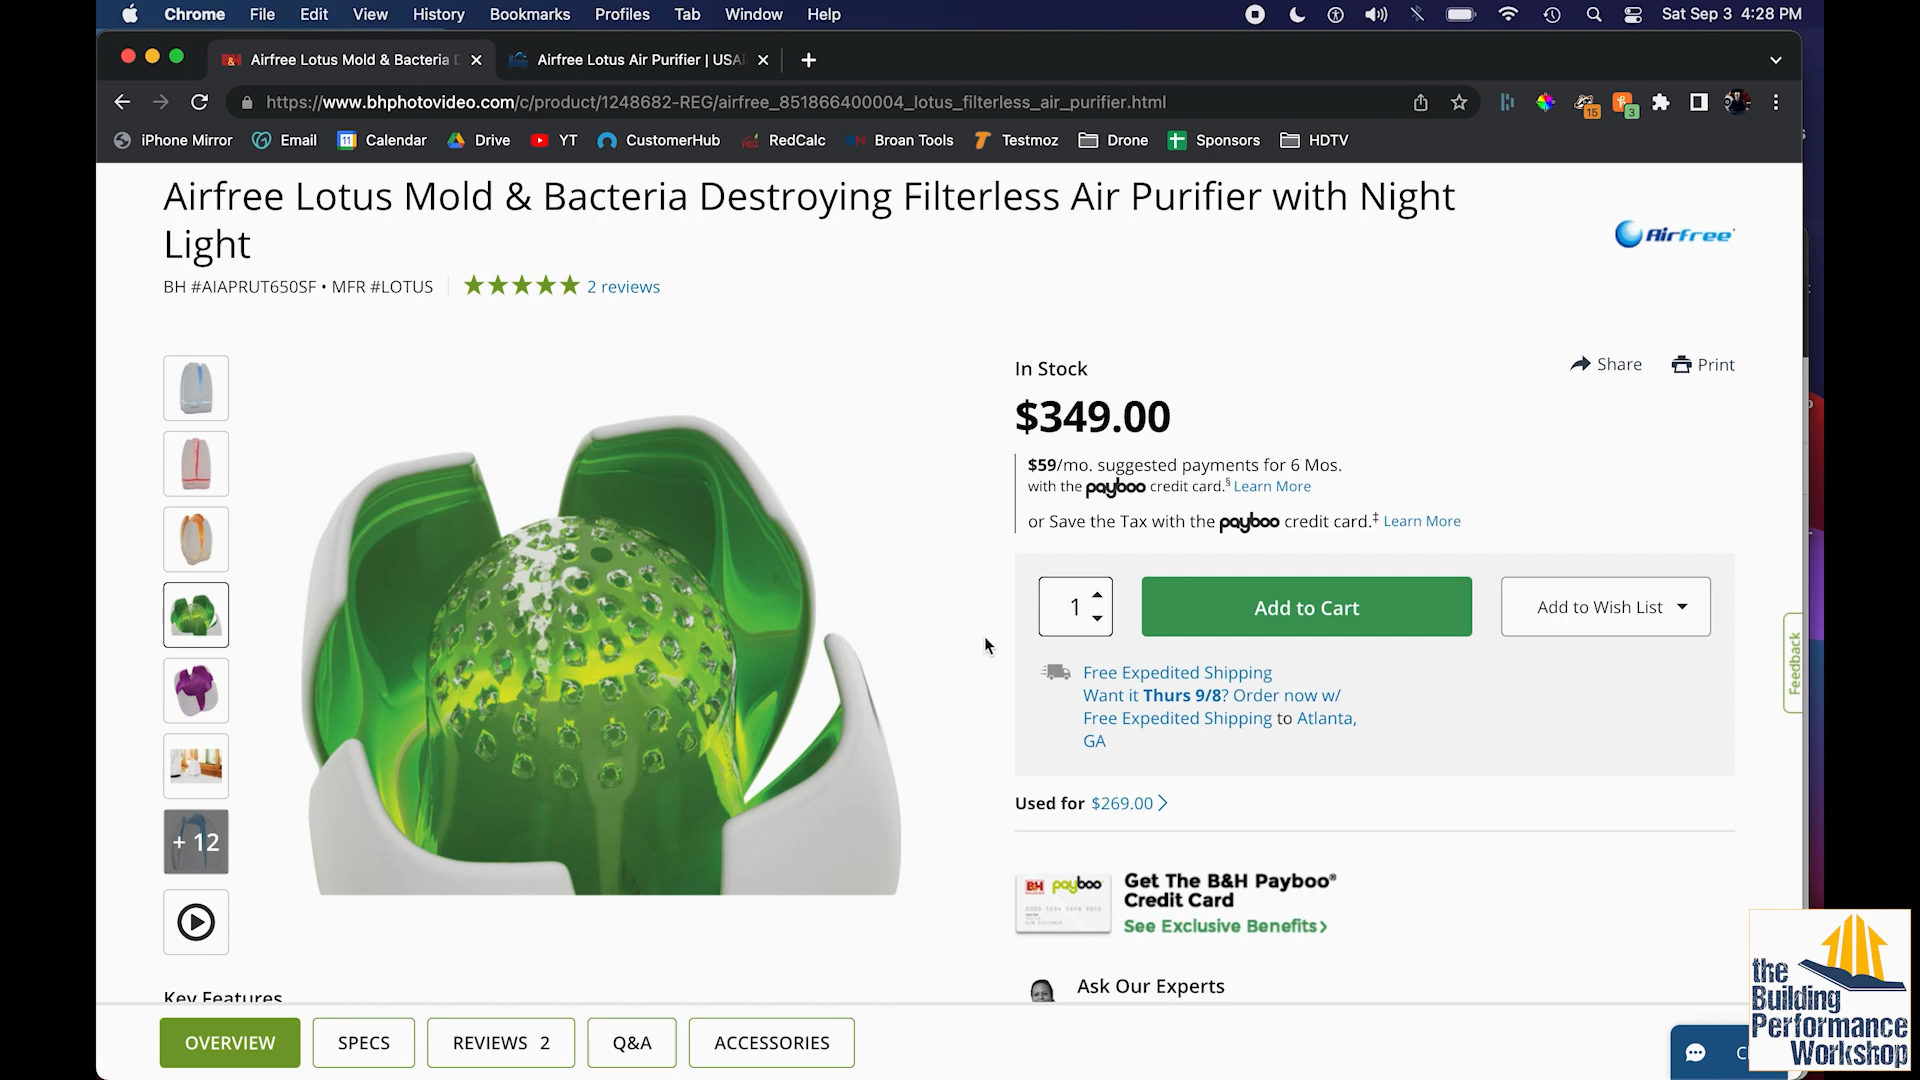 Chrome File Edit View History Bookmarks Profiles Tab Window Help
Sat Sep 3 4:28 PM
Airfree Lotus Mold & Bacteria
Airfree Lotus Air Purifier | USAi
https://www.bhphotovideo.com/c/product/1248682-REG/airfree_851866400004_lotus_filterless_air_purifier.html
15
3
iPhone Mirror Email 11 Calendar Drive YT CustomerHub RedCalc Broan Tools Testmoz Drone Sponsors HDTV
Airfree Lotus Mold & Bacteria Destroying Filterless Air Purifier with Night
Light
Airfree
BH #AIAPRUT650SF • MFR #LOTUS
2 reviews
In Stock
Share
Print
$349.00
$59/mo. suggested payments for 6 Mos.
with the payboo credit card.§ Learn More
or Save the Tax with the payboo credit card.‡ Learn More
1
Add to Cart
Add to Wish List
Free Expedited Shipping
Want it Thurs 9/8? Order now w/
Free Expedited Shipping to Atlanta,
GA
Feedback
Used for $269.00
+ 12
BH payboo
Get The B&H Payboo®
Credit Card
See Exclusive Benefits
Ask Our Experts
Key Features
OVERVIEW
SPECS
REVIEWS 2
Q&A
ACCESSORIES
the
Building
Performance
Workshop